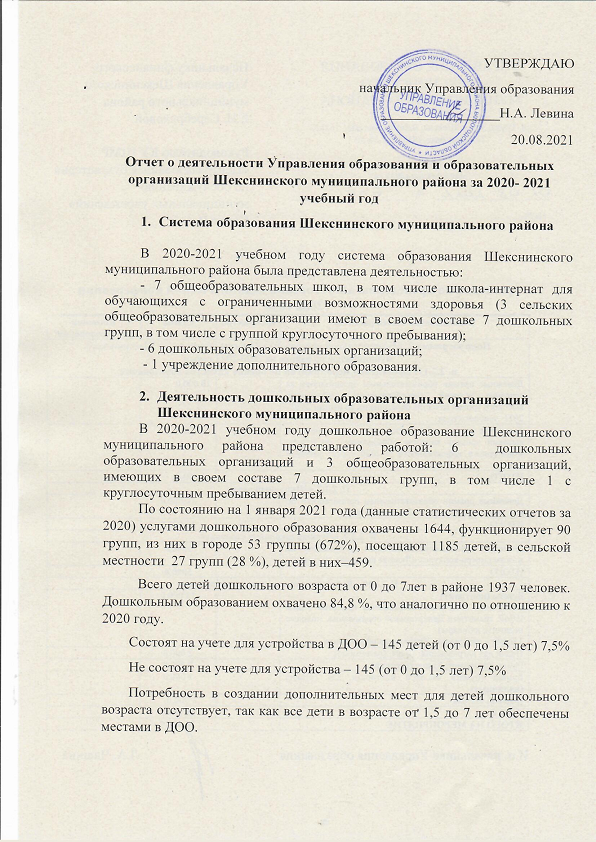 УТВЕРЖДАЮ
начальник Управления образования
Н.А. Левина
УПРАВЛЕНИЕ
ОБРАЗОВАНИЯ
20.08.2021
Отчет о деятельности Управления образования и образовательных
организаций Шекснинского муниципального района за 2020- 2021
учебный год
1. Система образования Шекснинского муниципального района
В 2020-2021 учебном году система образования Шекснинского
муниципального района была представлена деятельностью:
- 7 общеобразовательных школ, в том числе школа-интернат для
обучающихся с ограниченными возможностями здоровья (3 сельских
общеобразовательных организации имеют в своем составе 7 дошкольных
групп, в том числе с группой круглосуточного пребывания);
- 6 дошкольных образовательных организаций;
- 1 учреждение дополнительного образования.
2. Деятельность дошкольных образовательных организаций
Шекснинского муниципального района
В 2020-2021 учебном году дошкольное образование Шекснинского
муниципального района представлено работой: 6 дошкольных
образовательных организаций и 3 общеобразовательных организаций,
имеющих в своем составе 7 дошкольных групп, в том числе 1 с
круглосуточным пребыванием детей.
По состоянию на 1 января 2021 года (данные статистических отчетов за
2020) услугами дошкольного образования охвачены 1644, функционирует 90
групп, из них в городе 53 группы (672%), посещают 1185 детей, в сельской
местности 27 групп (28 %), детей в них–459.
Всего детей дошкольного возраста от 0 до 7лет в районе 1937 человек.
Дошкольным образованием охвачено 84,8 %, что аналогично по отношению к
2020 году.
Состоят на учете для устройства в ДОО – 145 детей (от 0 до 1,5 лет) 7,5%
Не состоят на учете для устройства – 145 (от 0 до 1,5 лет) 7,5%
Потребность в создании дополнительных мест для детей дошкольного
возраста отсутствует, так как все дети в возрасте от 1,5 до 7 лет обеспечены
местами в ДОО.